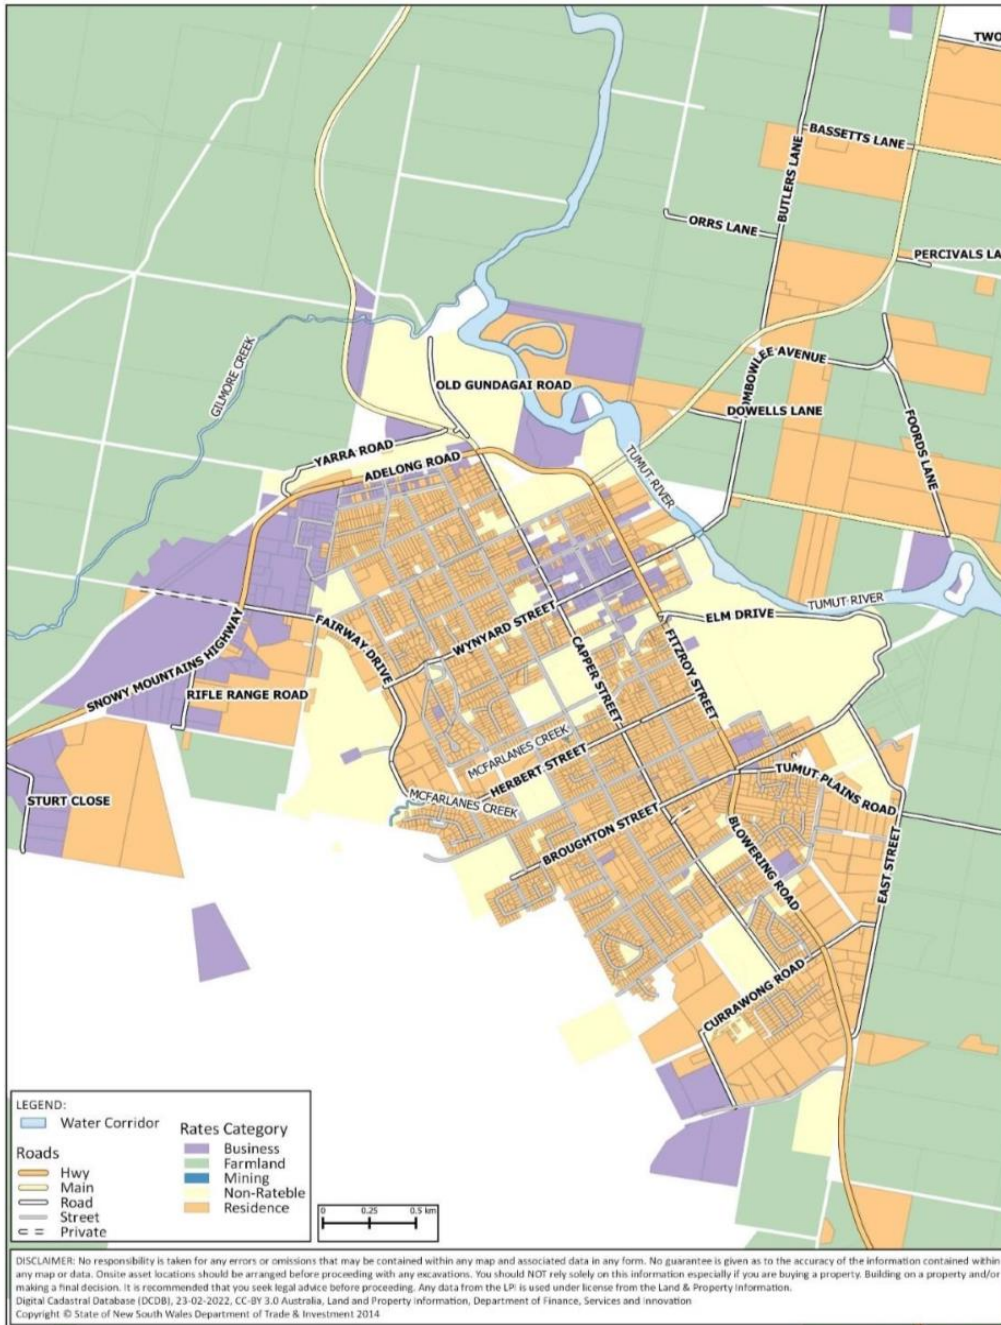 TWO
BASSETTS LANE
BUTLERS LANE
ORRS LANE
PERCIVALS LA
GILMORE CREEK
OMBOWLEE AVENUE
OLD GUNDAGAI ROAD
DOWELLS LANE
FOORDS LANE
YARRA ROAD
ADELONG ROAD
TUMUT RIVER
TUMUT RIVER
ELM DRIVE
FAIRWAY DRIVE
WYNYARD STREET
CAPPER STREET
FITZROY STREET
SNOWY MOUNTAINS HIGHWAY
RIFLE RANGE ROAD
MCFARLANES CREEK
HERBERT STREET
MCFARLANES CREEK
TUMUT PLAINS ROAD
STURT CLOSE
BROUGHTON STREET
BLOWERING ROAD
EAST STREET
CURRAWONG ROAD
LEGEND:
Water Corridor
Roads
Hwy
Main
Road
Street
Private
Rates Category
Business
Farmland
Mining
Non-Rateble
Residence
0 0.25 0.5 km
DISCLAIMER: No responsibility is taken for any errors or omissions that may be contained within any map and associated data in any form. No guarantee is given as to the accuracy of the information contained within
any map or data. Onsite asset locations should be arranged before proceeding with any excavations. You should NOT rely solely on this information especially if you are buying a property. Building on a property and/or
making a final decision. It is recommended that you seek legal advice before proceeding. Any data from the LPI is used under license from the Land & Property Information.
Digital Cadastral Database (DCDB), 23-02-2022, CC-BY 3.0 Australia, Land and Property Information, Department of Finance, Services and Innovation
Copyright © State of New South Wales Department of Trade & Investment 2014